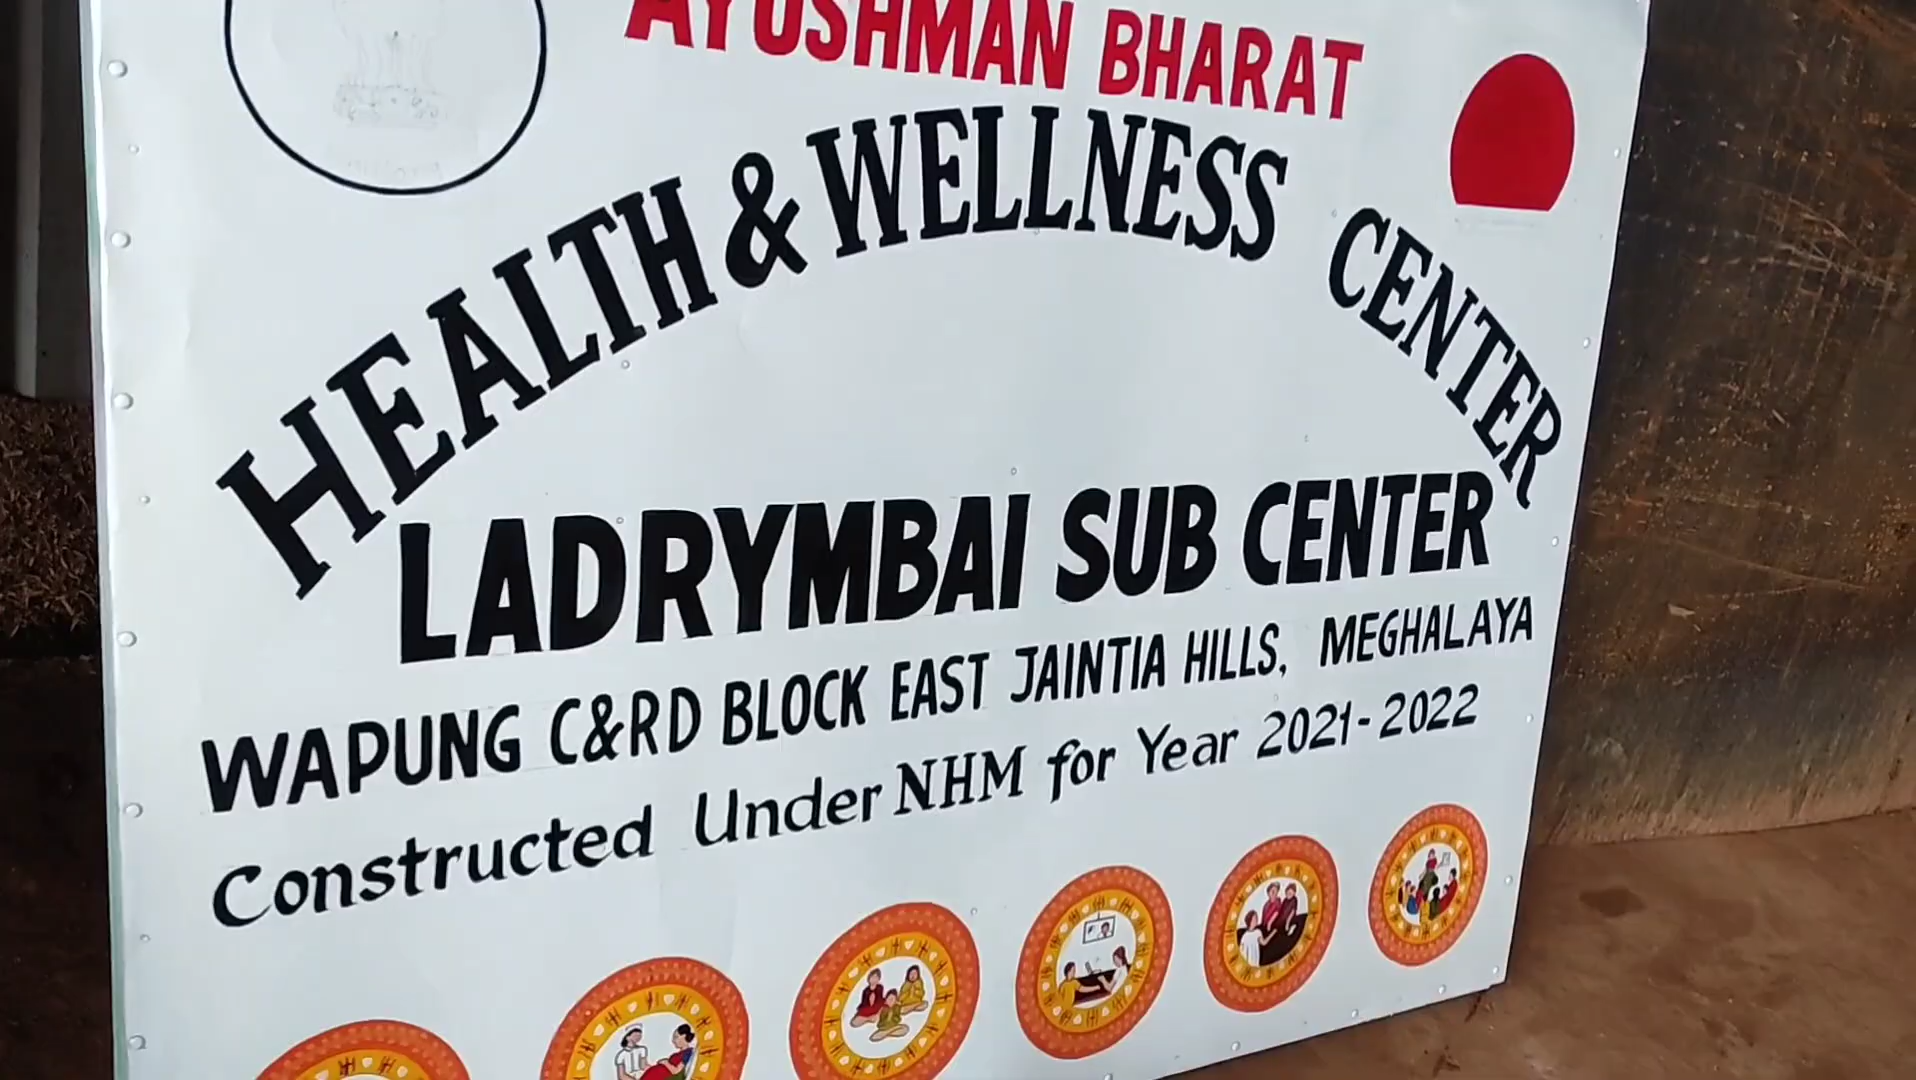 AYUSHMAN BHARAT
HEALTH & WELLNESS CENTER
LADRYMBAI SUB CENTER
WAPUNG C&RD BLOCK EAST JAINTIA HILLS, MEGHALAYA
Constructed Under NHM for Year 2021-2022